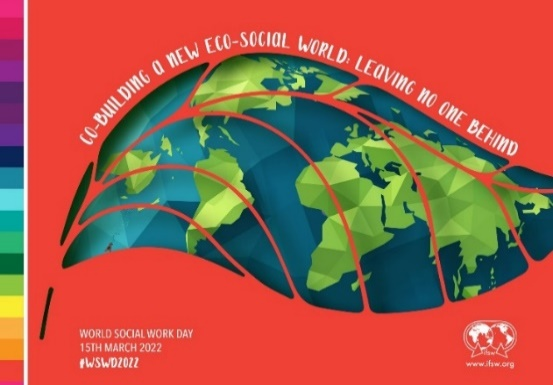 CO-BUILDING A NEW ECO-SOCIAL WORLD: LEAVING NO ONE BEHIND
WORLD SOCIAL WORK DAY
15TH MARCH 2022
#WSWD2022
ifsw
www.ifsw.org